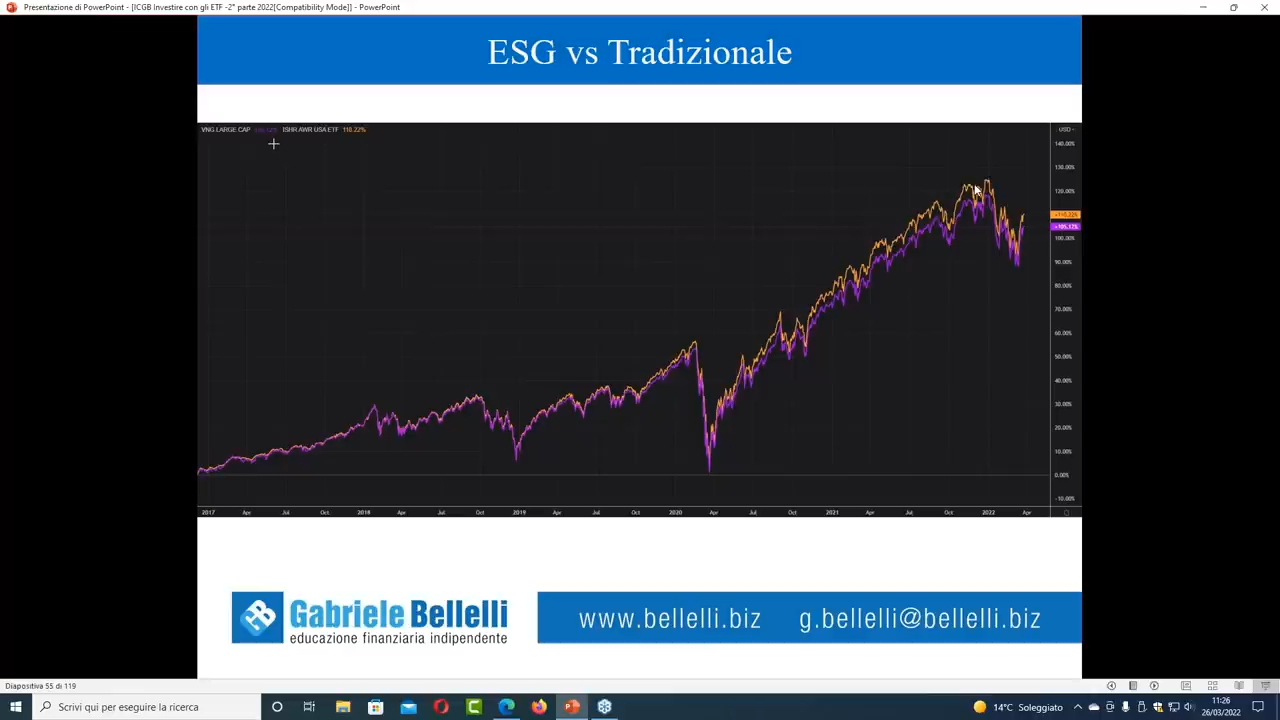 Presentazione di PowerPoint - [ICGB Investire con gli ETF -2° parte 2022[Compatibility Mode]] - PowerPoint
ESG vs Tradizionale
VNG LARGE CAP ISHR AWR USA ETF 110.22%
USD
140.00%
130.00%
120.00%
+110.22%
+105.12%
100.00%
90.00%
80.00%
70.00%
60.00%
50.00%
40.00%
30.00%
20.00%
10.00%
0.00%
-10.00%
2017 Apr Jul Oct 2018 Apr Jul Oct 2019 Apr Jul Oct 2020 Apr Jul Oct 2021 Apr Jul Oct 2022 Apr
Gabriele Bellelli
educazione finanziaria indipendente
www.bellelli.biz g.bellelli@bellelli.biz
Diapositiva 55 di 119
Scrivi qui per eseguire la ricerca
14°C Soleggiato
11:26
26/03/2022